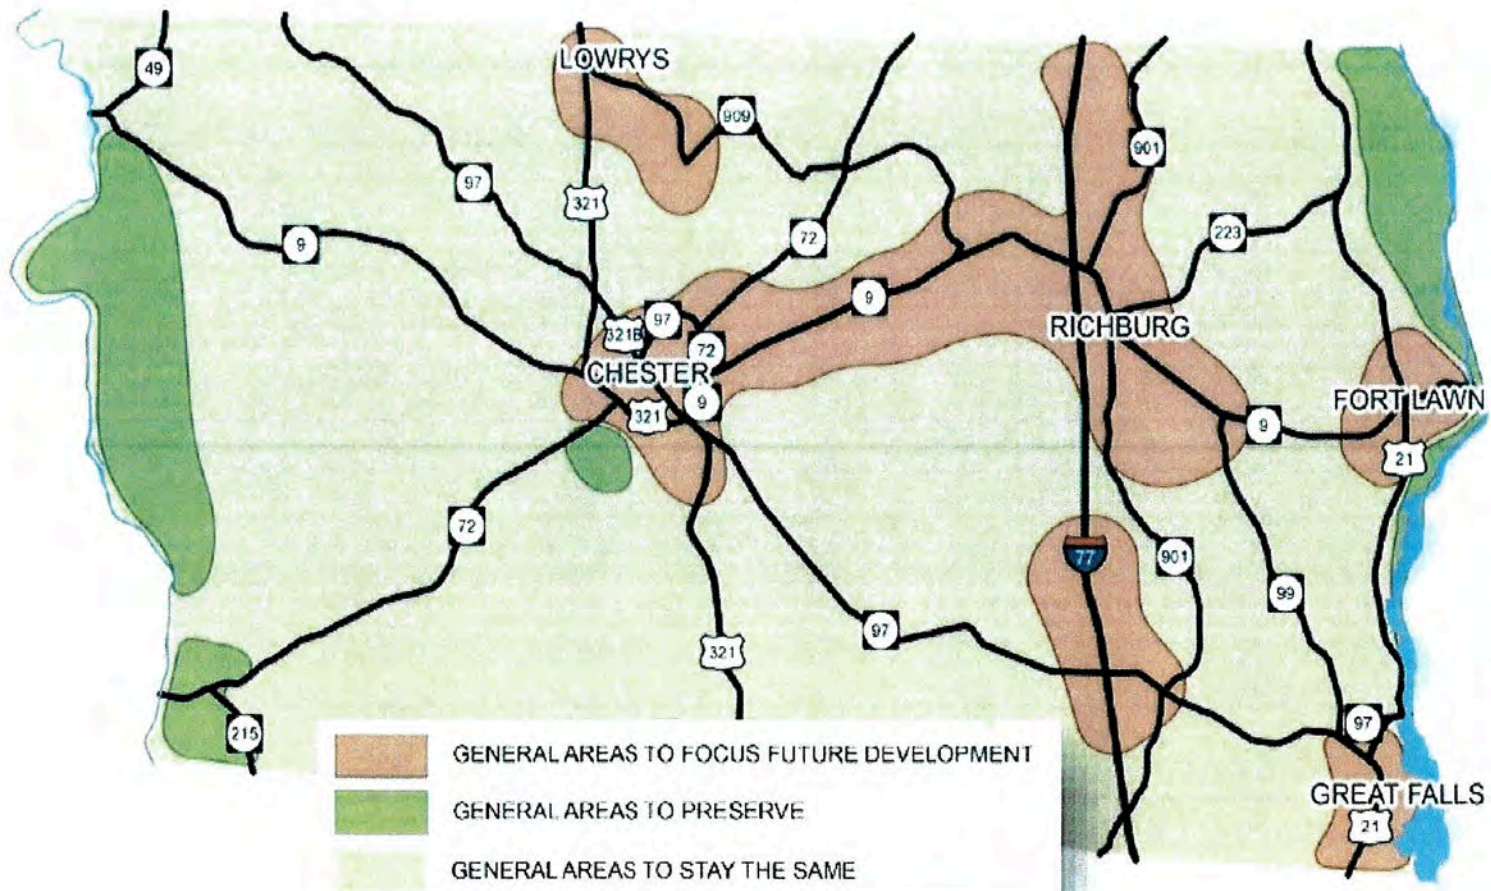 LOWRYS
49
909
901
97
321
223
72
9
9
97
321B
72
RICHBURG
CHESTER
9
321
FORT LAWN
9
21
72
77
901
99
97
321
97
215
GENERAL AREAS TO FOCUS FUTURE DEVELOPMENT
GREAT FALLS
GENERAL AREAS TO PRESERVE
21
GENERAL AREAS TO STAY THE SAME